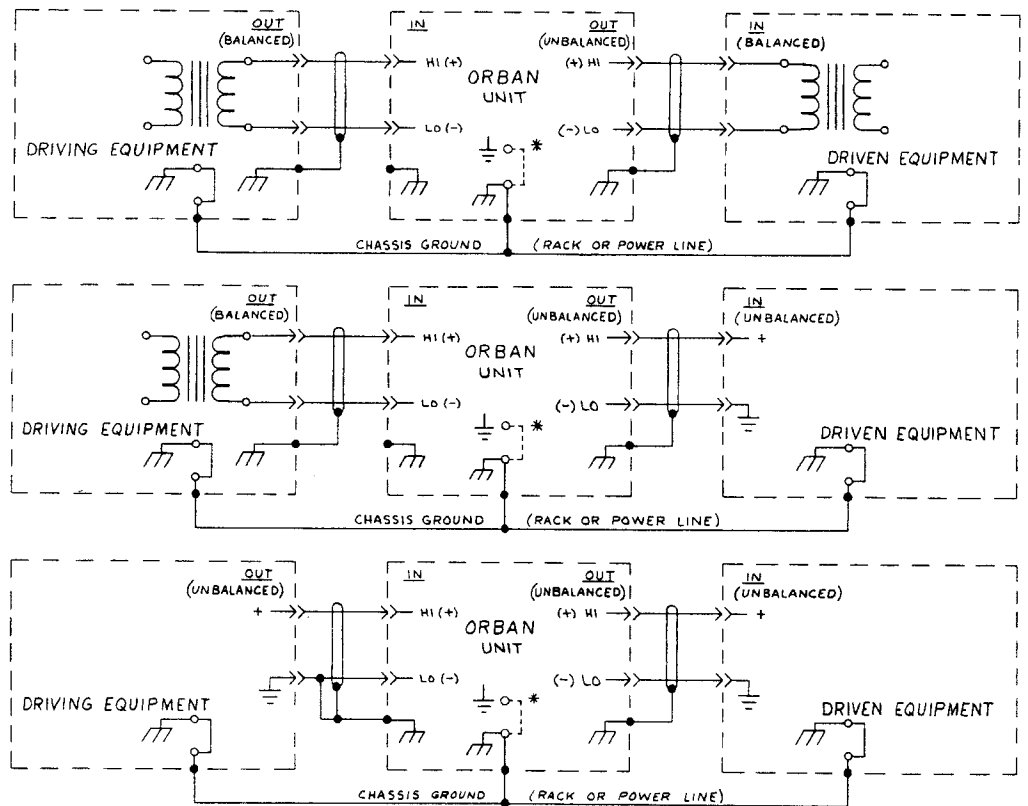 OUT
(BALANCED)
IN
OUT
(UNBALANCED)
IN
(BALANCED)
HI (+)
(+) HI
ORBAN
UNIT
LO (-)
(-) LO
*
DRIVING EQUIPMENT
DRIVEN EQUIPMENT
CHASSIS GROUND (RACK OR POWER LINE)
OUT
(BALANCED)
IN
OUT
(UNBALANCED)
IN
(UNBALANCED)
HI (+)
(+) HI
+
ORBAN
UNIT
LO (-)
(-) LO
*
DRIVING EQUIPMENT
DRIVEN EQUIPMENT
CHASSIS GROUND (RACK OR POWER LINE)
OUT
(UNBALANCED)
IN
OUT
(UNBALANCED)
IN
(UNBALANCED)
+
HI (+)
(+) HI
+
ORBAN
UNIT
LO (-)
(-) LO
*
DRIVING EQUIPMENT
DRIVEN EQUIPMENT
CHASSIS GROUND (RACK OR POWER LINE)